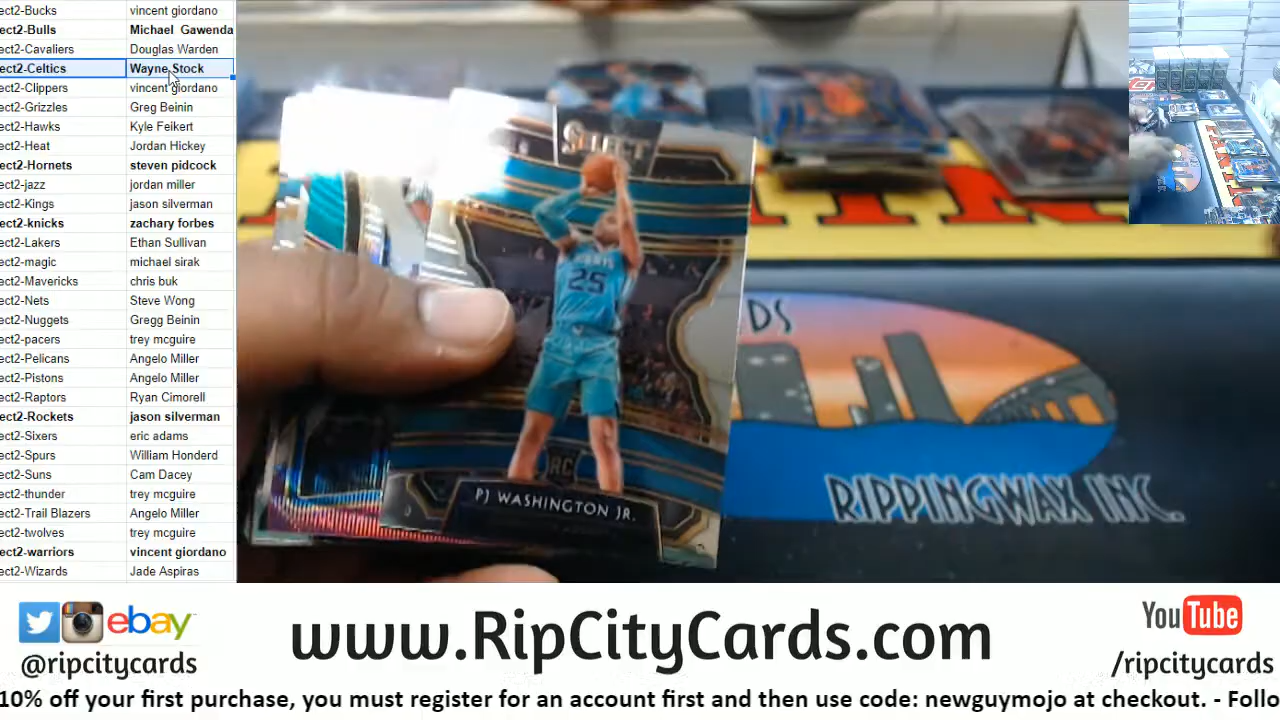 ect2-Bucks vincent giordano
ect2-Bulls Michael Gawenda
ect2-Cavaliers Douglas Warden
ect2-Celtics Wayne Stock
ect2-Clippers vincent giordano
ect2-Grizzles Greg Beinin
ect2-Hawks Kyle Feikert
ect2-Heat Jordan Hickey
ect2-Hornets steven pidcock
ect2-jazz jordan miller
ect2-Kings jason silverman
ect2-knicks zachary forbes
ect2-Lakers Ethan Sullivan
ect2-magic michael sirak
ect2-Mavericks chris buk
ect2-Nets Steve Wong
ect2-Nuggets Gregg Beinin
ect2-pacers trey mcguire
ect2-Pelicans Angelo Miller
ect2-Pistons Angelo Miller
ect2-Raptors Ryan Cimorell
ect2-Rockets jason silverman
ect2-Sixers eric adams
ect2-Spurs William Honderd
ect2-Suns Cam Dacey
ect2-thunder trey mcguire
ect2-Trail Blazers Angelo Miller
ect2-twolves trey mcguire
ect2-warriors vincent giordano
ect2-Wizards Jade Aspiras
SELECT
25
RC
PJ WASHINGTON JR.
DS
RIPPINGWAX INC.
ebay
@ripcitycards
www.RipCityCards.com
YouTube
/ripcitycards
10% off your first purchase, you must register for an account first and then use code: newguymojo at checkout. - Follo